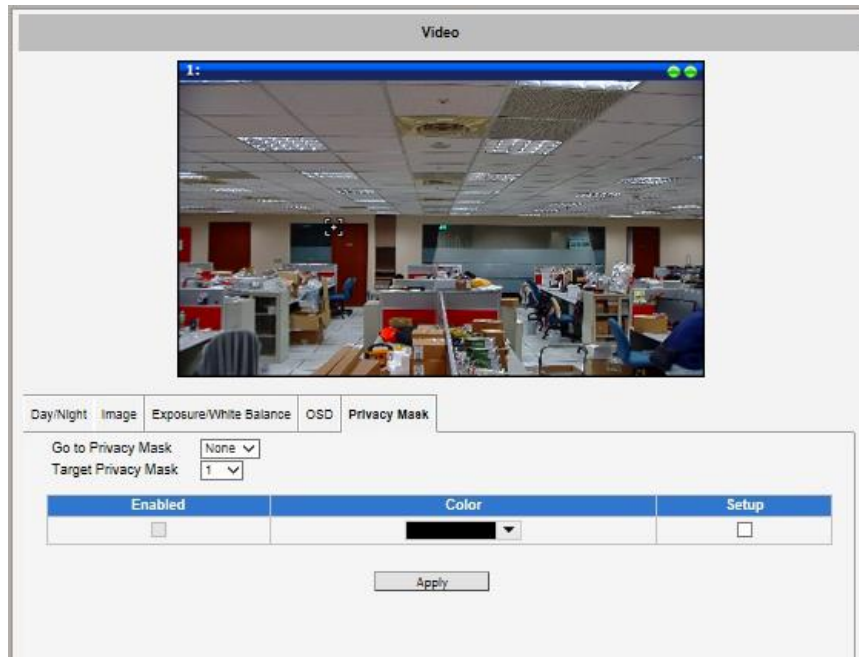 Video
1:
Day/Night Image Exposure/White Balance OSD Privacy Mask
Go to Privacy Mask None
Target Privacy Mask 1
Enabled Color Setup
Apply